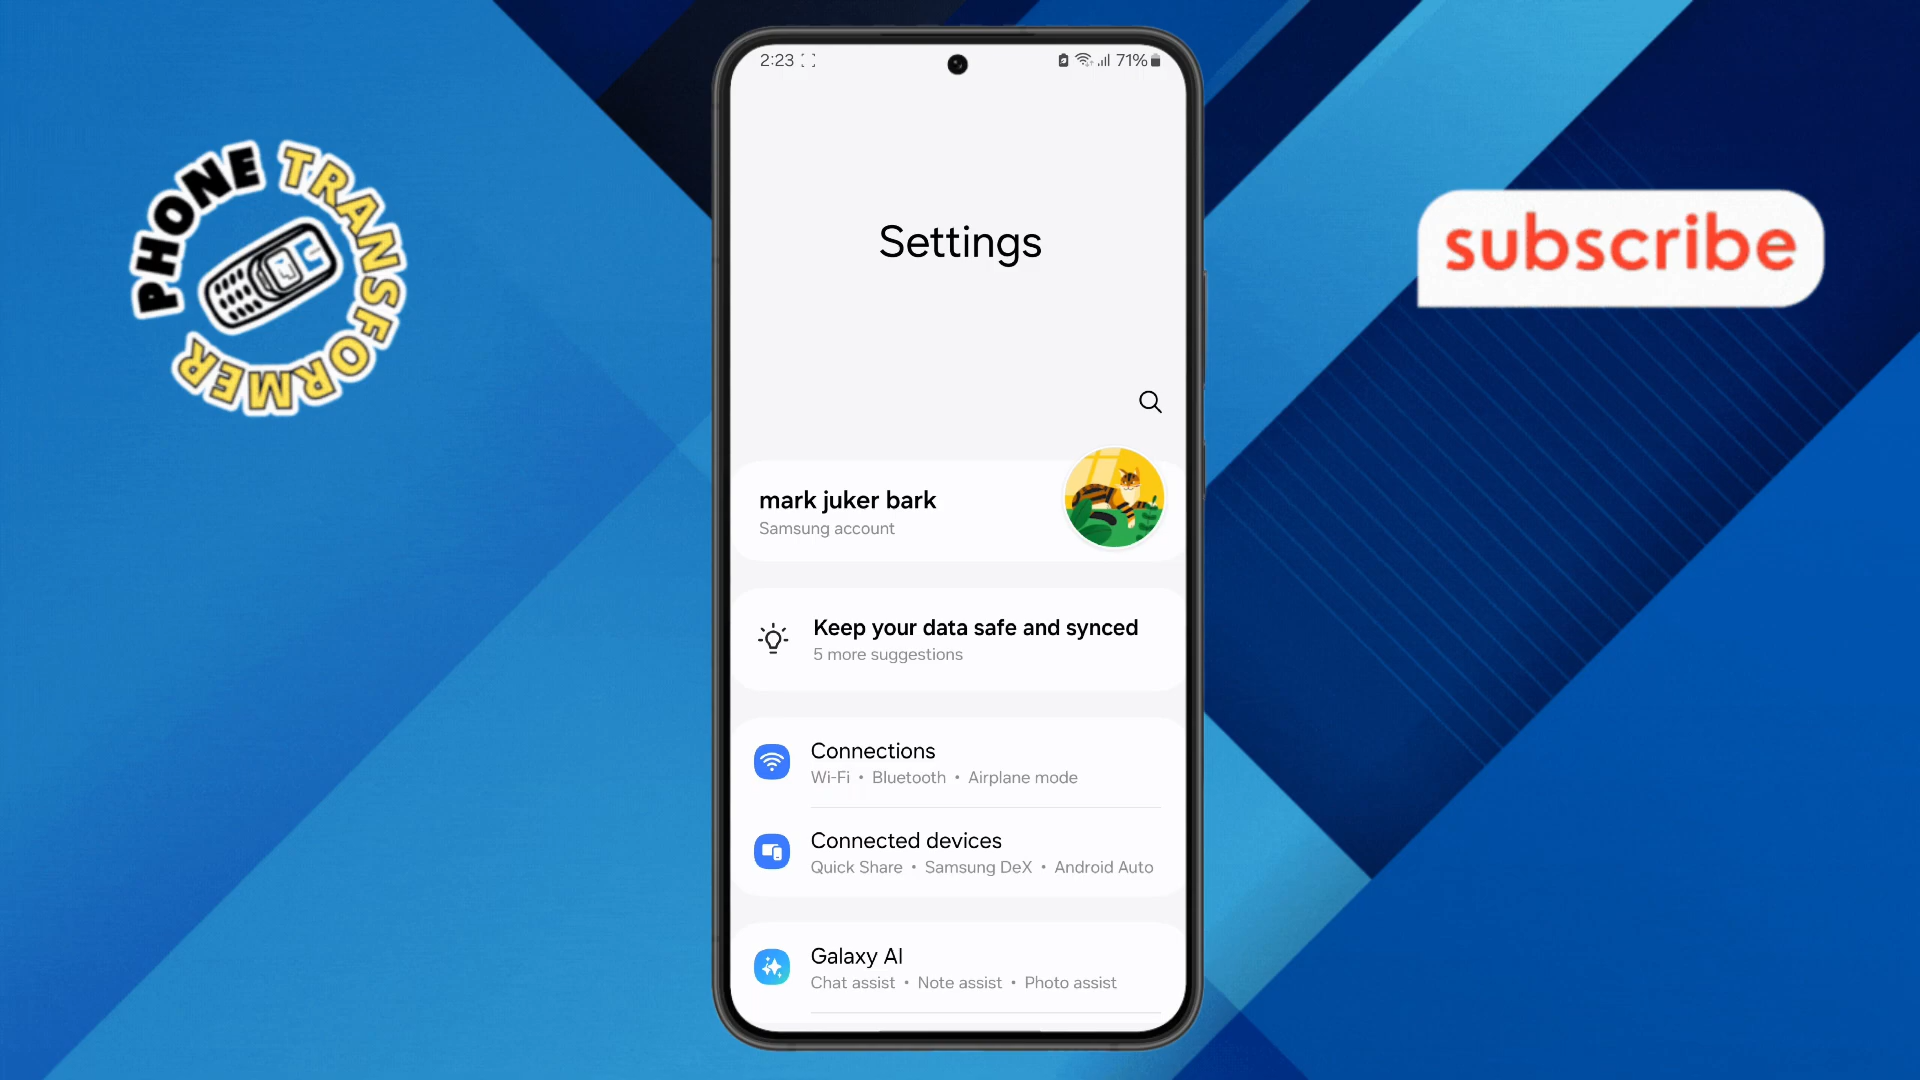 PHONE TRANSFORMER
subscribe
2:23
71%
Settings
mark juker bark
Samsung account
Keep your data safe and synced
5 more suggestions
Connections
Wi-Fi • Bluetooth • Airplane mode
Connected devices
Quick Share • Samsung DeX • Android Auto
Galaxy AI
Chat assist • Note assist • Photo assist